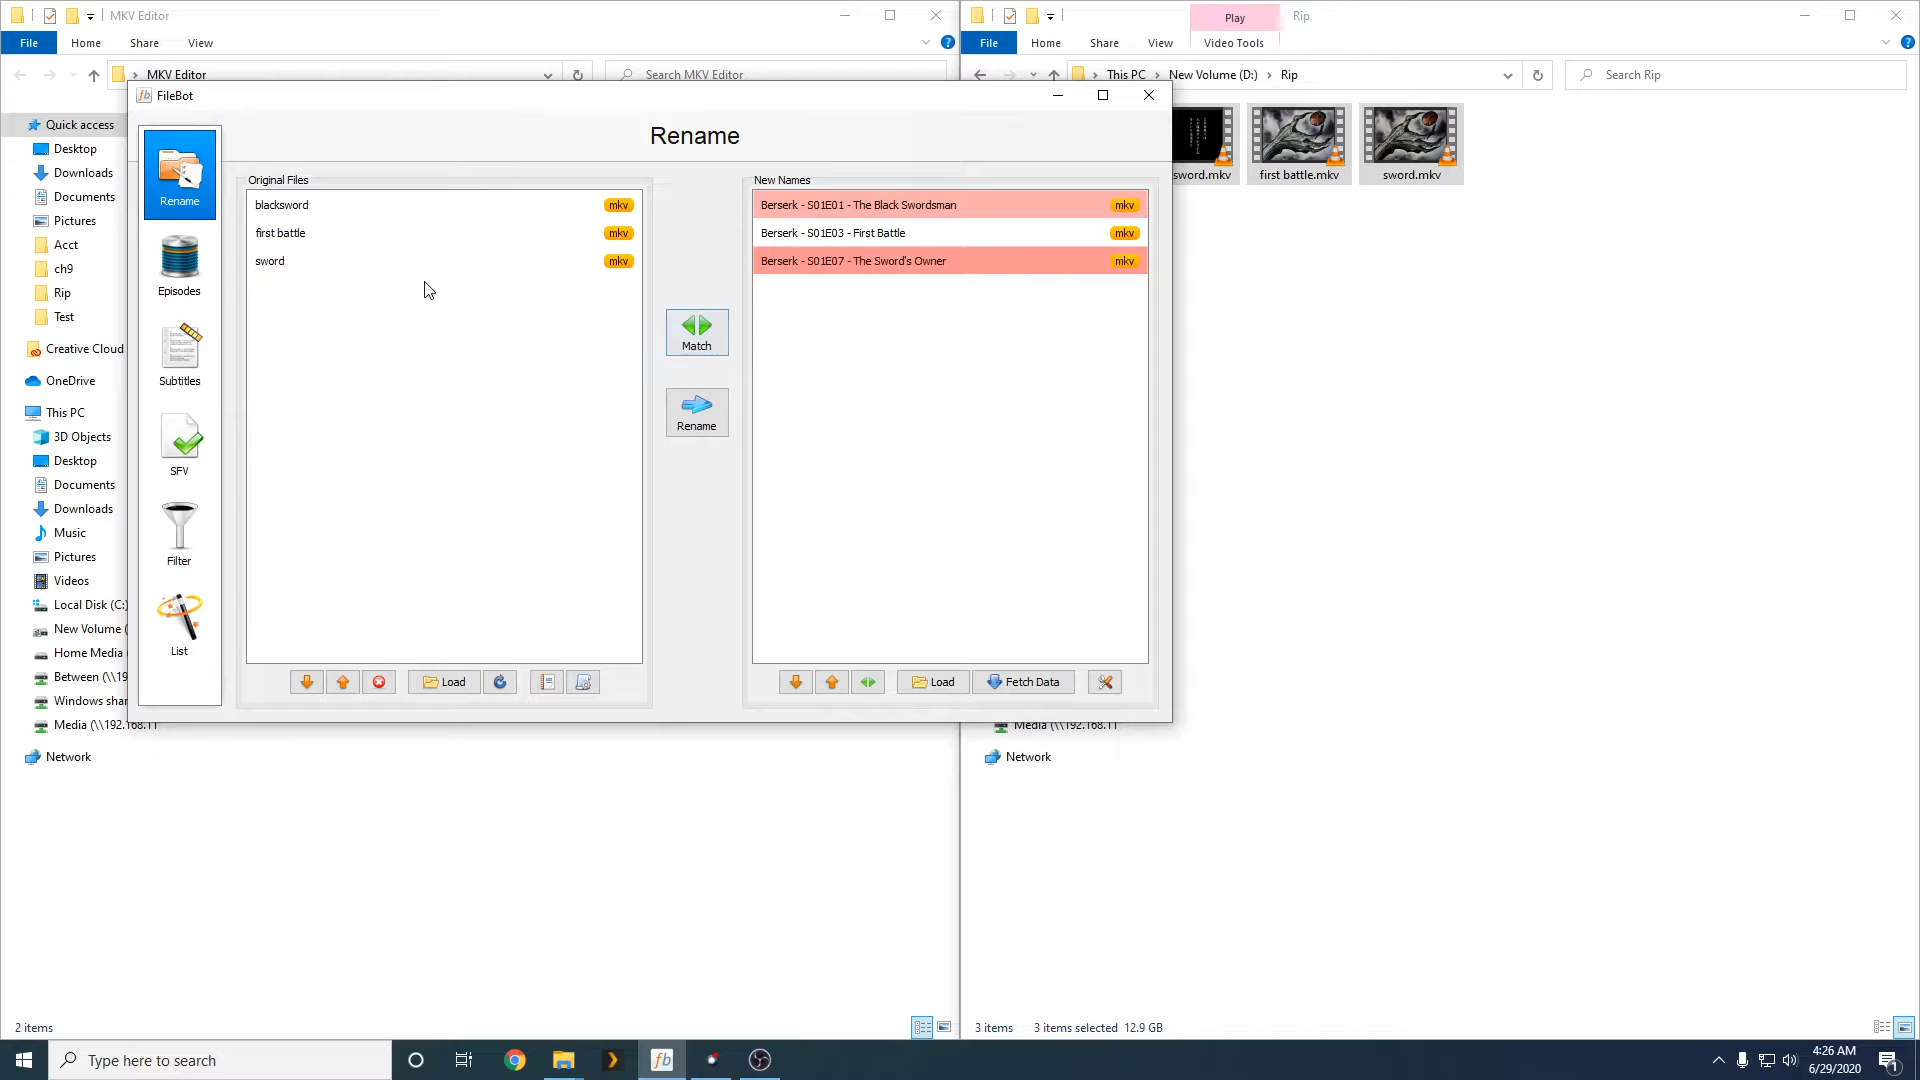 MKV Editor
File
Home
Share
View
MKV Editor
Search MKV Editor
Play
Rip
File
Home
Share
View
Video Tools
This PC
New Volume (D:)
Rip
Search Rip
FileBot
Rename
Quick access
Desktop
Downloads
Documents
Pictures
Acct
ch9
Rip
Test
Creative Cloud
OneDrive
This PC
3D Objects
Desktop
Documents
Downloads
Music
Pictures
Videos
Local Disk (C:)
New Volume (
Home Media
Between (\\19
Windows shar
Media (\\192.168.11
Network
Rename
Episodes
Subtitles
SFV
Filter
List
Original Files
blacksword mkv
first battle mkv
sword mkv
Load
Match
Rename
New Names
Berserk - S01E01 - The Black Swordsman mkv
Berserk - S01E03 - First Battle mkv
Berserk - S01E07 - The Sword's Owner mkv
Load
Fetch Data
sword.mkv
first battle.mkv
sword.mkv
Media (\\192.168.11
Network
2 items
3 items
3 items selected 12.9 GB
Type here to search
fb
4:26 AM
6/29/2020
1